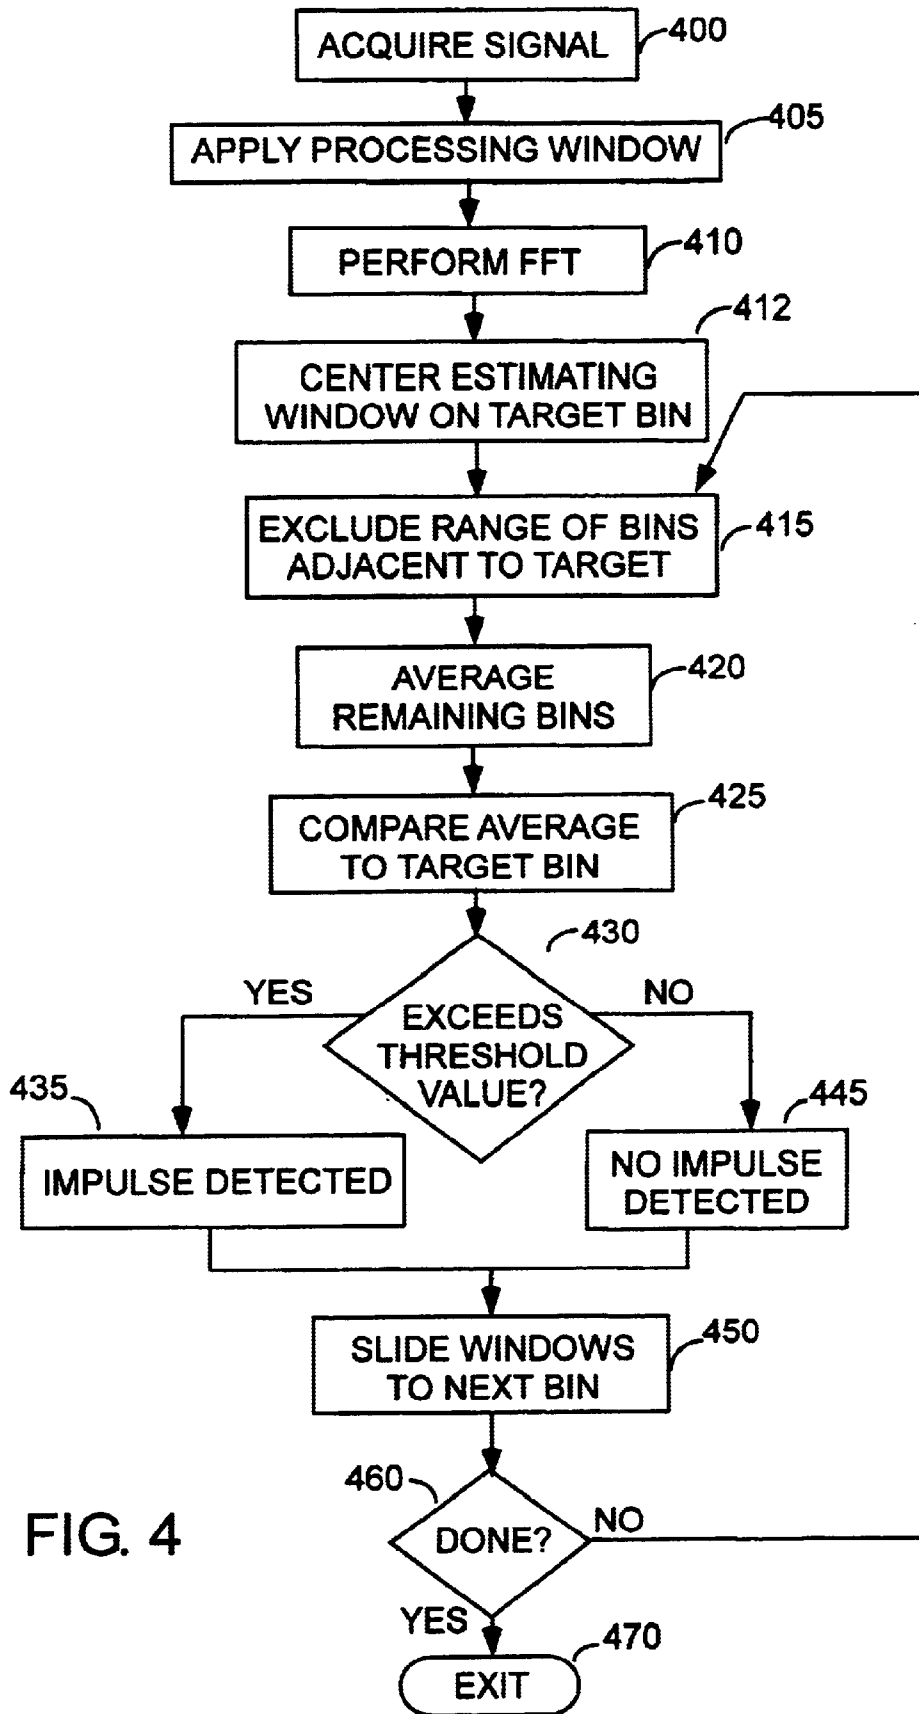 ACQUIRE SIGNAL
400
APPLY PROCESSING WINDOW
405
PERFORM FFT
410
412
CENTER ESTIMATING
WINDOW ON TARGET BIN
EXCLUDE RANGE OF BINS
ADJACENT TO TARGET
415
AVERAGE
REMAINING BINS
420
425
COMPARE AVERAGE
TO TARGET BIN
430
YES
NO
EXCEEDS
THRESHOLD
VALUE?
435
IMPULSE DETECTED
445
NO IMPULSE
DETECTED
SLIDE WINDOWS
TO NEXT BIN
450
460
DONE?
NO
YES
470
EXIT
FIG. 4